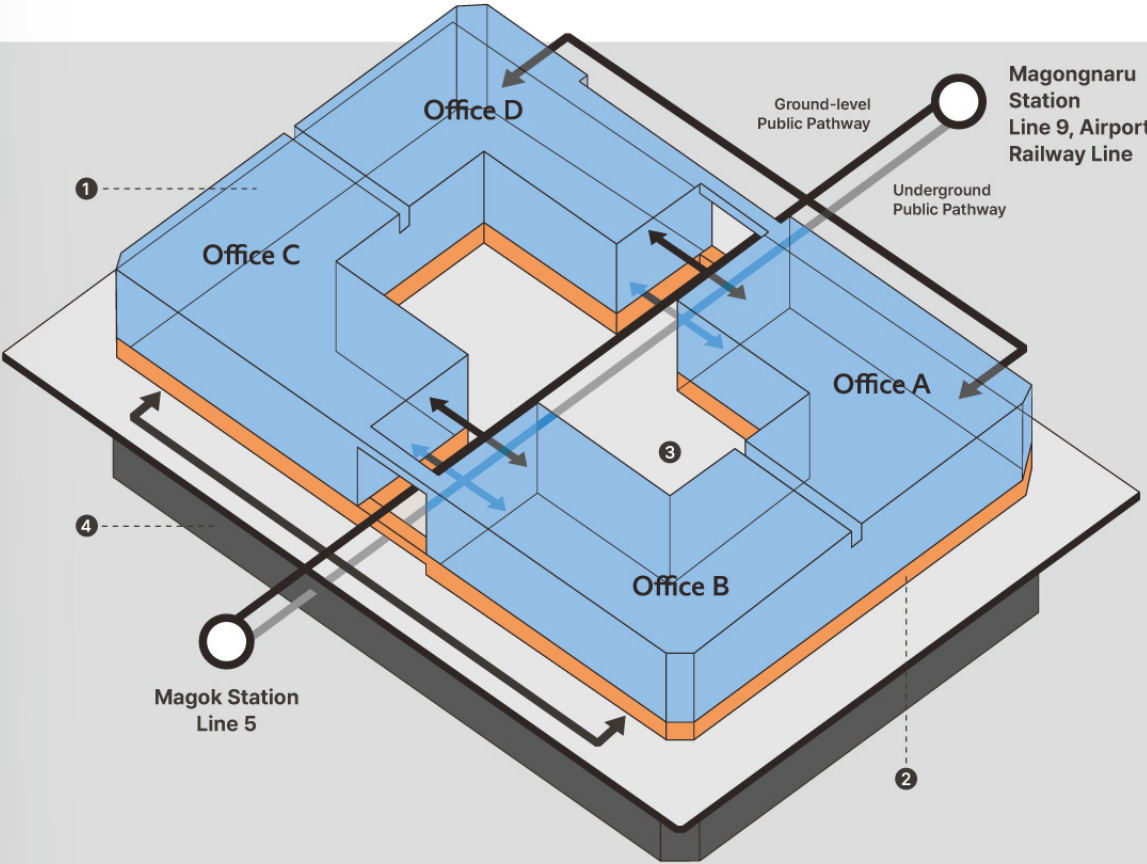 Office D
Ground-level
Public Pathway
Magongnaru
Station
Line 9, Airport
Railway Line
Underground
Public Pathway
1
Office C
Office A
3
4
Office B
Magok Station
Line 5
2